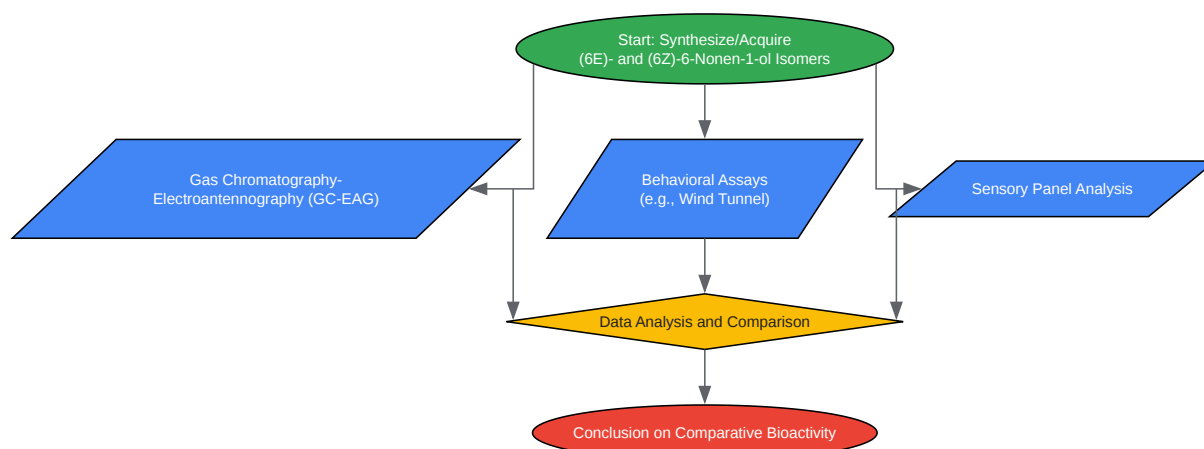 Start: Synthesize/Acquire
(6E)- and (6Z)-6-Nonen-1-ol Isomers
Gas Chromatography-
Electroantennography (GC-EAG)
Behavioral Assays
(e.g., Wind Tunnel)
Sensory Panel Analysis
Data Analysis and Comparison
Conclusion on Comparative Bioactivity